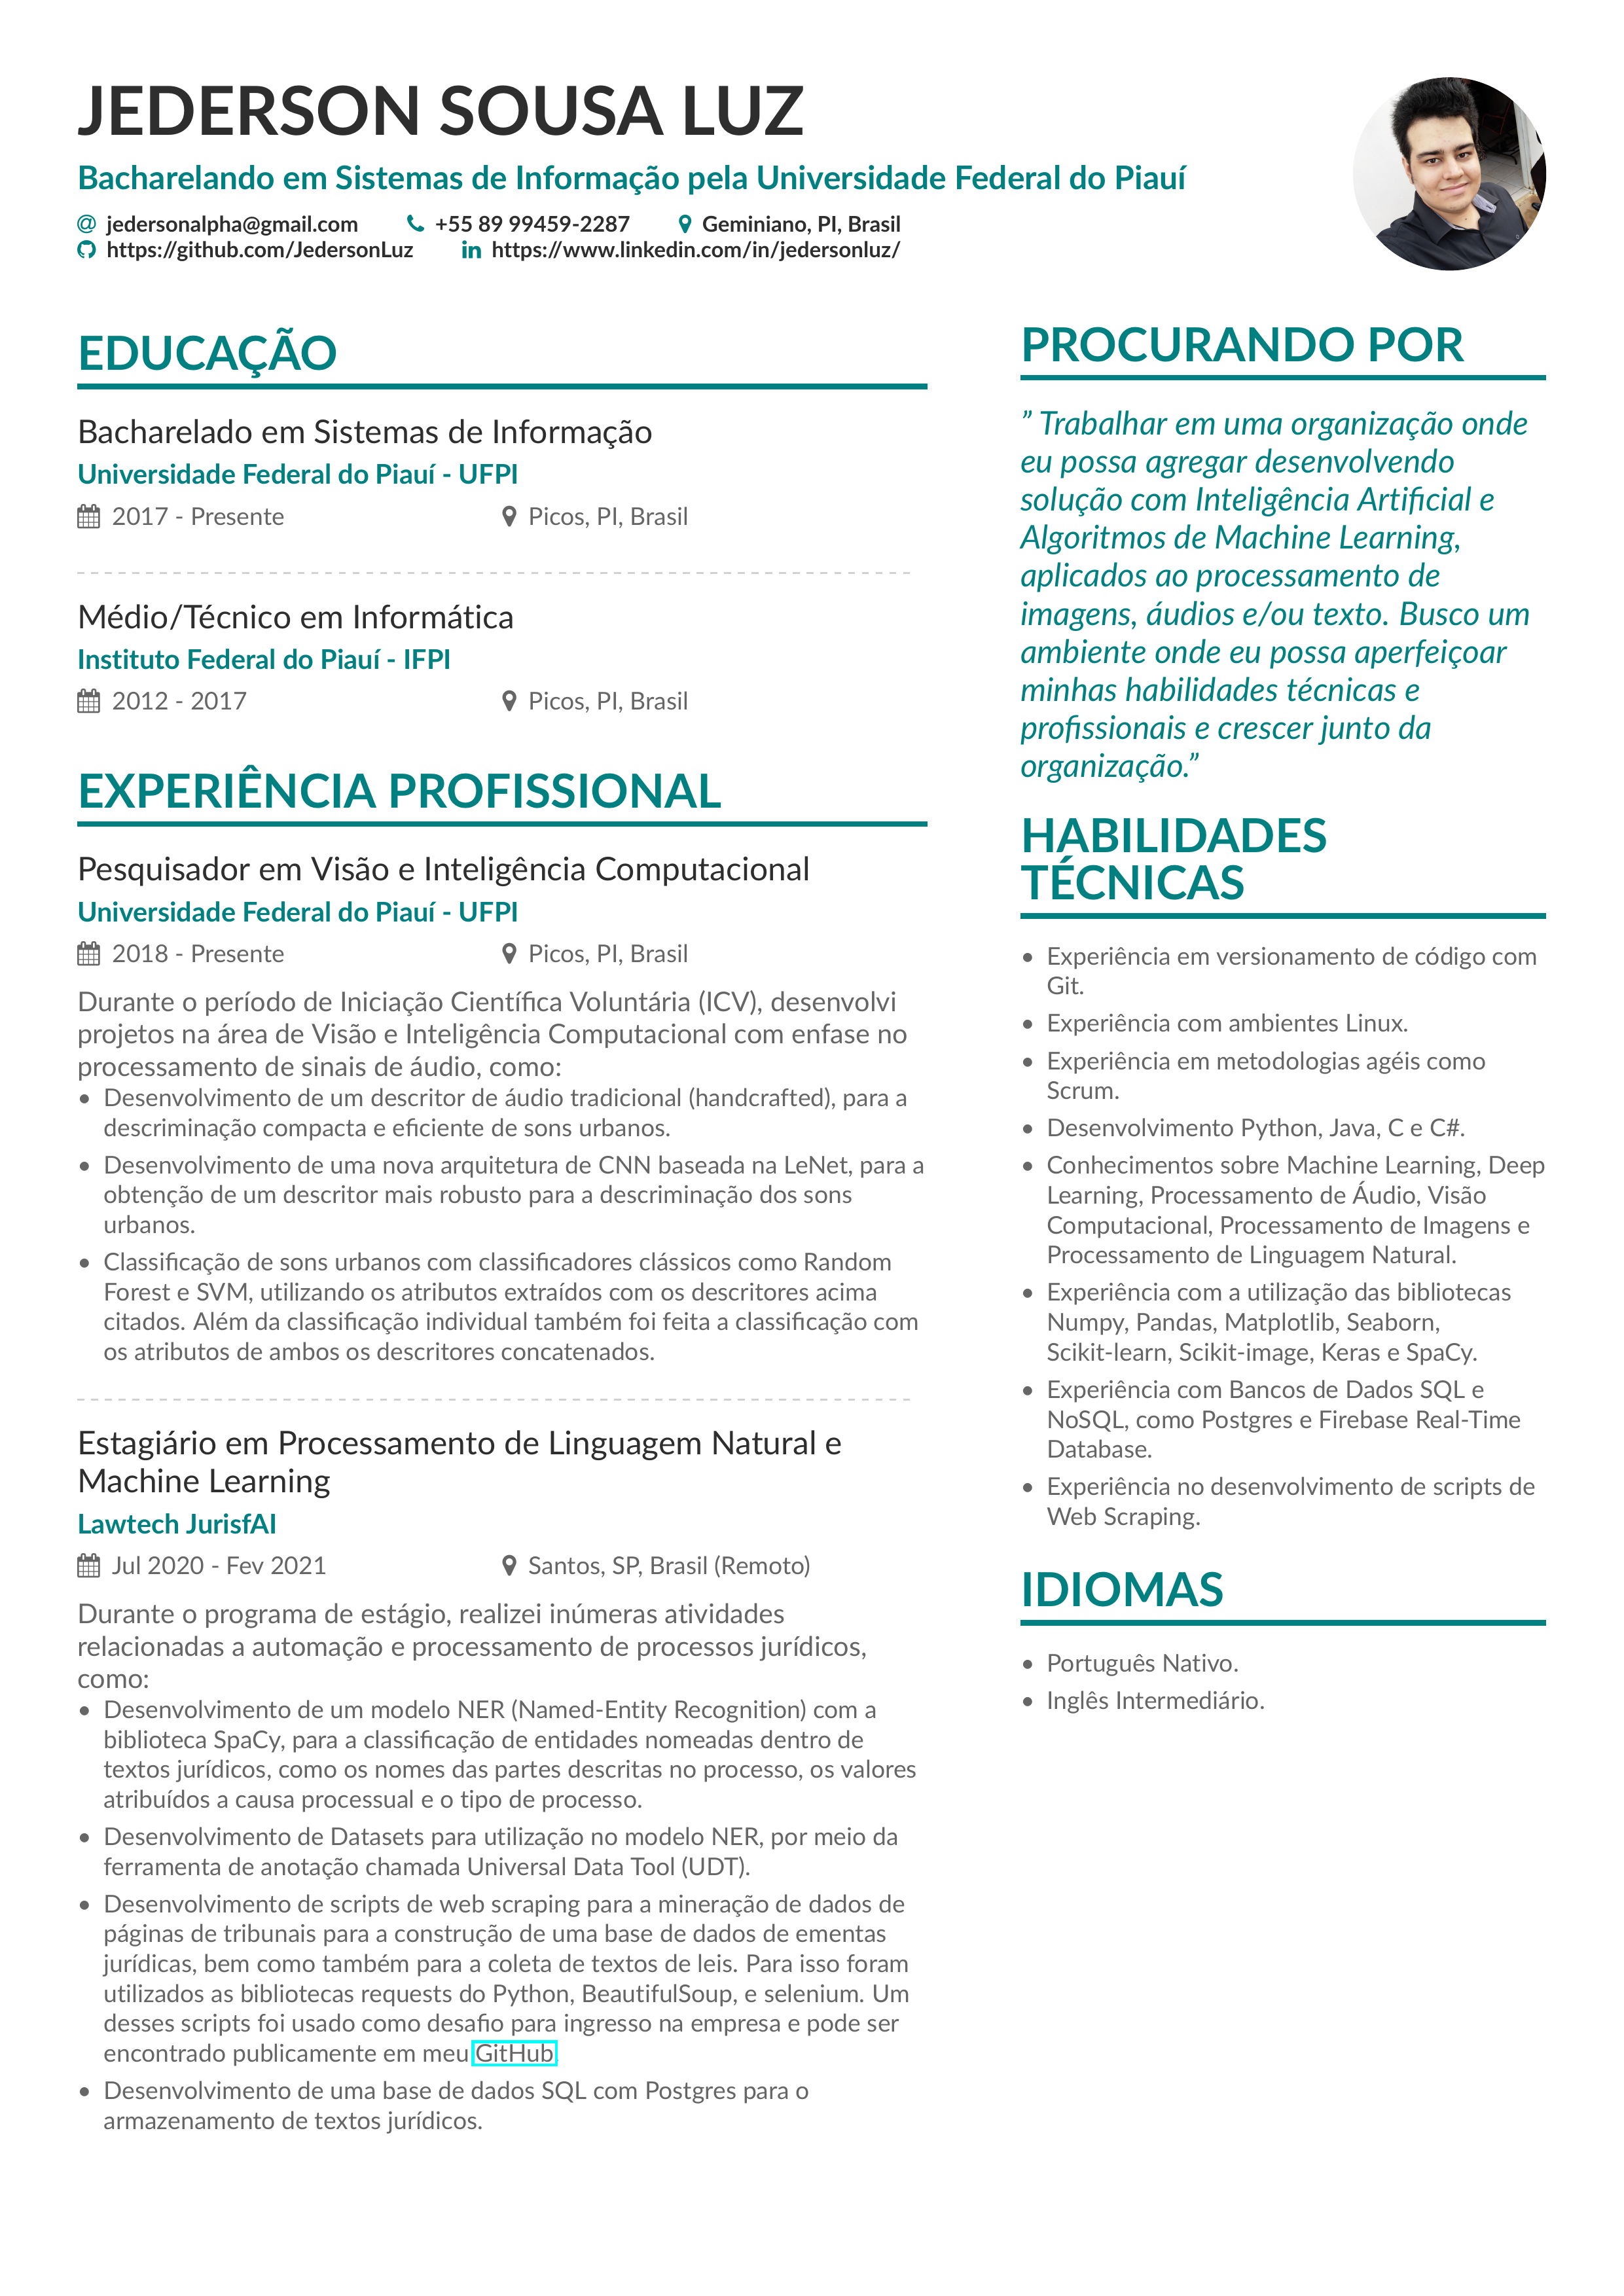 JEDERSON SOUSA LUZ
Bacharelando em Sistemas de Informação pela Universidade Federal do Piauí
jedersonalpha@gmail.com +55 89 99459-2287 Geminiano, PI, Brasil
https://github.com/JedersonLuz https://www.linkedin.com/in/jedersonluz/
EDUCAÇÃO
Bacharelado em Sistemas de Informação
Universidade Federal do Piauí - UFPI
2017 - Presente Picos, PI, Brasil
Médio/Técnico em Informática
Instituto Federal do Piauí - IFPI
2012 - 2017 Picos, PI, Brasil
EXPERIÊNCIA PROFISSIONAL
Pesquisador em Visão e Inteligência Computacional
Universidade Federal do Piauí - UFPI
2018 - Presente Picos, PI, Brasil
Durante o período de Iniciação Científica Voluntária (ICV), desenvolvi
projetos na área de Visão e Inteligência Computacional com enfase no
processamento de sinais de áudio, como:
• Desenvolvimento de um descritor de áudio tradicional (handcrafted), para a
descriminação compacta e eficiente de sons urbanos.
• Desenvolvimento de uma nova arquitetura de CNN baseada na LeNet, para a
obtenção de um descritor mais robusto para a descriminação dos sons
urbanos.
• Classificação de sons urbanos com classificadores clássicos como Random
Forest e SVM, utilizando os atributos extraídos com os descritores acima
citados. Além da classificação individual também foi feita a classificação com
os atributos de ambos os descritores concatenados.
Estagiário em Processamento de Linguagem Natural e
Machine Learning
Lawtech JurisfAI
Jul 2020 - Fev 2021 Santos, SP, Brasil (Remoto)
Durante o programa de estágio, realizei inúmeras atividades
relacionadas a automação e processamento de processos jurídicos,
como:
• Desenvolvimento de um modelo NER (Named-Entity Recognition) com a
biblioteca SpaCy, para a classificação de entidades nomeadas dentro de
textos jurídicos, como os nomes das partes descritas no processo, os valores
atribuídos a causa processual e o tipo de processo.
• Desenvolvimento de Datasets para utilização no modelo NER, por meio da
ferramenta de anotação chamada Universal Data Tool (UDT).
• Desenvolvimento de scripts de web scraping para a mineração de dados de
páginas de tribunais para a construção de uma base de dados de ementas
jurídicas, bem como também para a coleta de textos de leis. Para isso foram
utilizados as bibliotecas requests do Python, BeautifulSoup, e selenium. Um
desses scripts foi usado como desafio para ingresso na empresa e pode ser
encontrado publicamente em meu GitHub
• Desenvolvimento de uma base de dados SQL com Postgres para o
armazenamento de textos jurídicos.
PROCURANDO POR
” Trabalhar em uma organização onde
eu possa agregar desenvolvendo
solução com Inteligência Artificial e
Algoritmos de Machine Learning,
aplicados ao processamento de
imagens, áudios e/ou texto. Busco um
ambiente onde eu possa aperfeiçoar
minhas habilidades técnicas e
profissionais e crescer junto da
organização.”
HABILIDADES
TÉCNICAS
• Experiência em versionamento de código com
Git.
• Experiência com ambientes Linux.
• Experiência em metodologias agéis como
Scrum.
• Desenvolvimento Python, Java, C e C#.
• Conhecimentos sobre Machine Learning, Deep
Learning, Processamento de Áudio, Visão
Computacional, Processamento de Imagens e
Processamento de Linguagem Natural.
• Experiência com a utilização das bibliotecas
Numpy, Pandas, Matplotlib, Seaborn,
Scikit-learn, Scikit-image, Keras e SpaCy.
• Experiência com Bancos de Dados SQL e
NoSQL, como Postgres e Firebase Real-Time
Database.
• Experiência no desenvolvimento de scripts de
Web Scraping.
IDIOMAS
• Português Nativo.
• Inglês Intermediário.